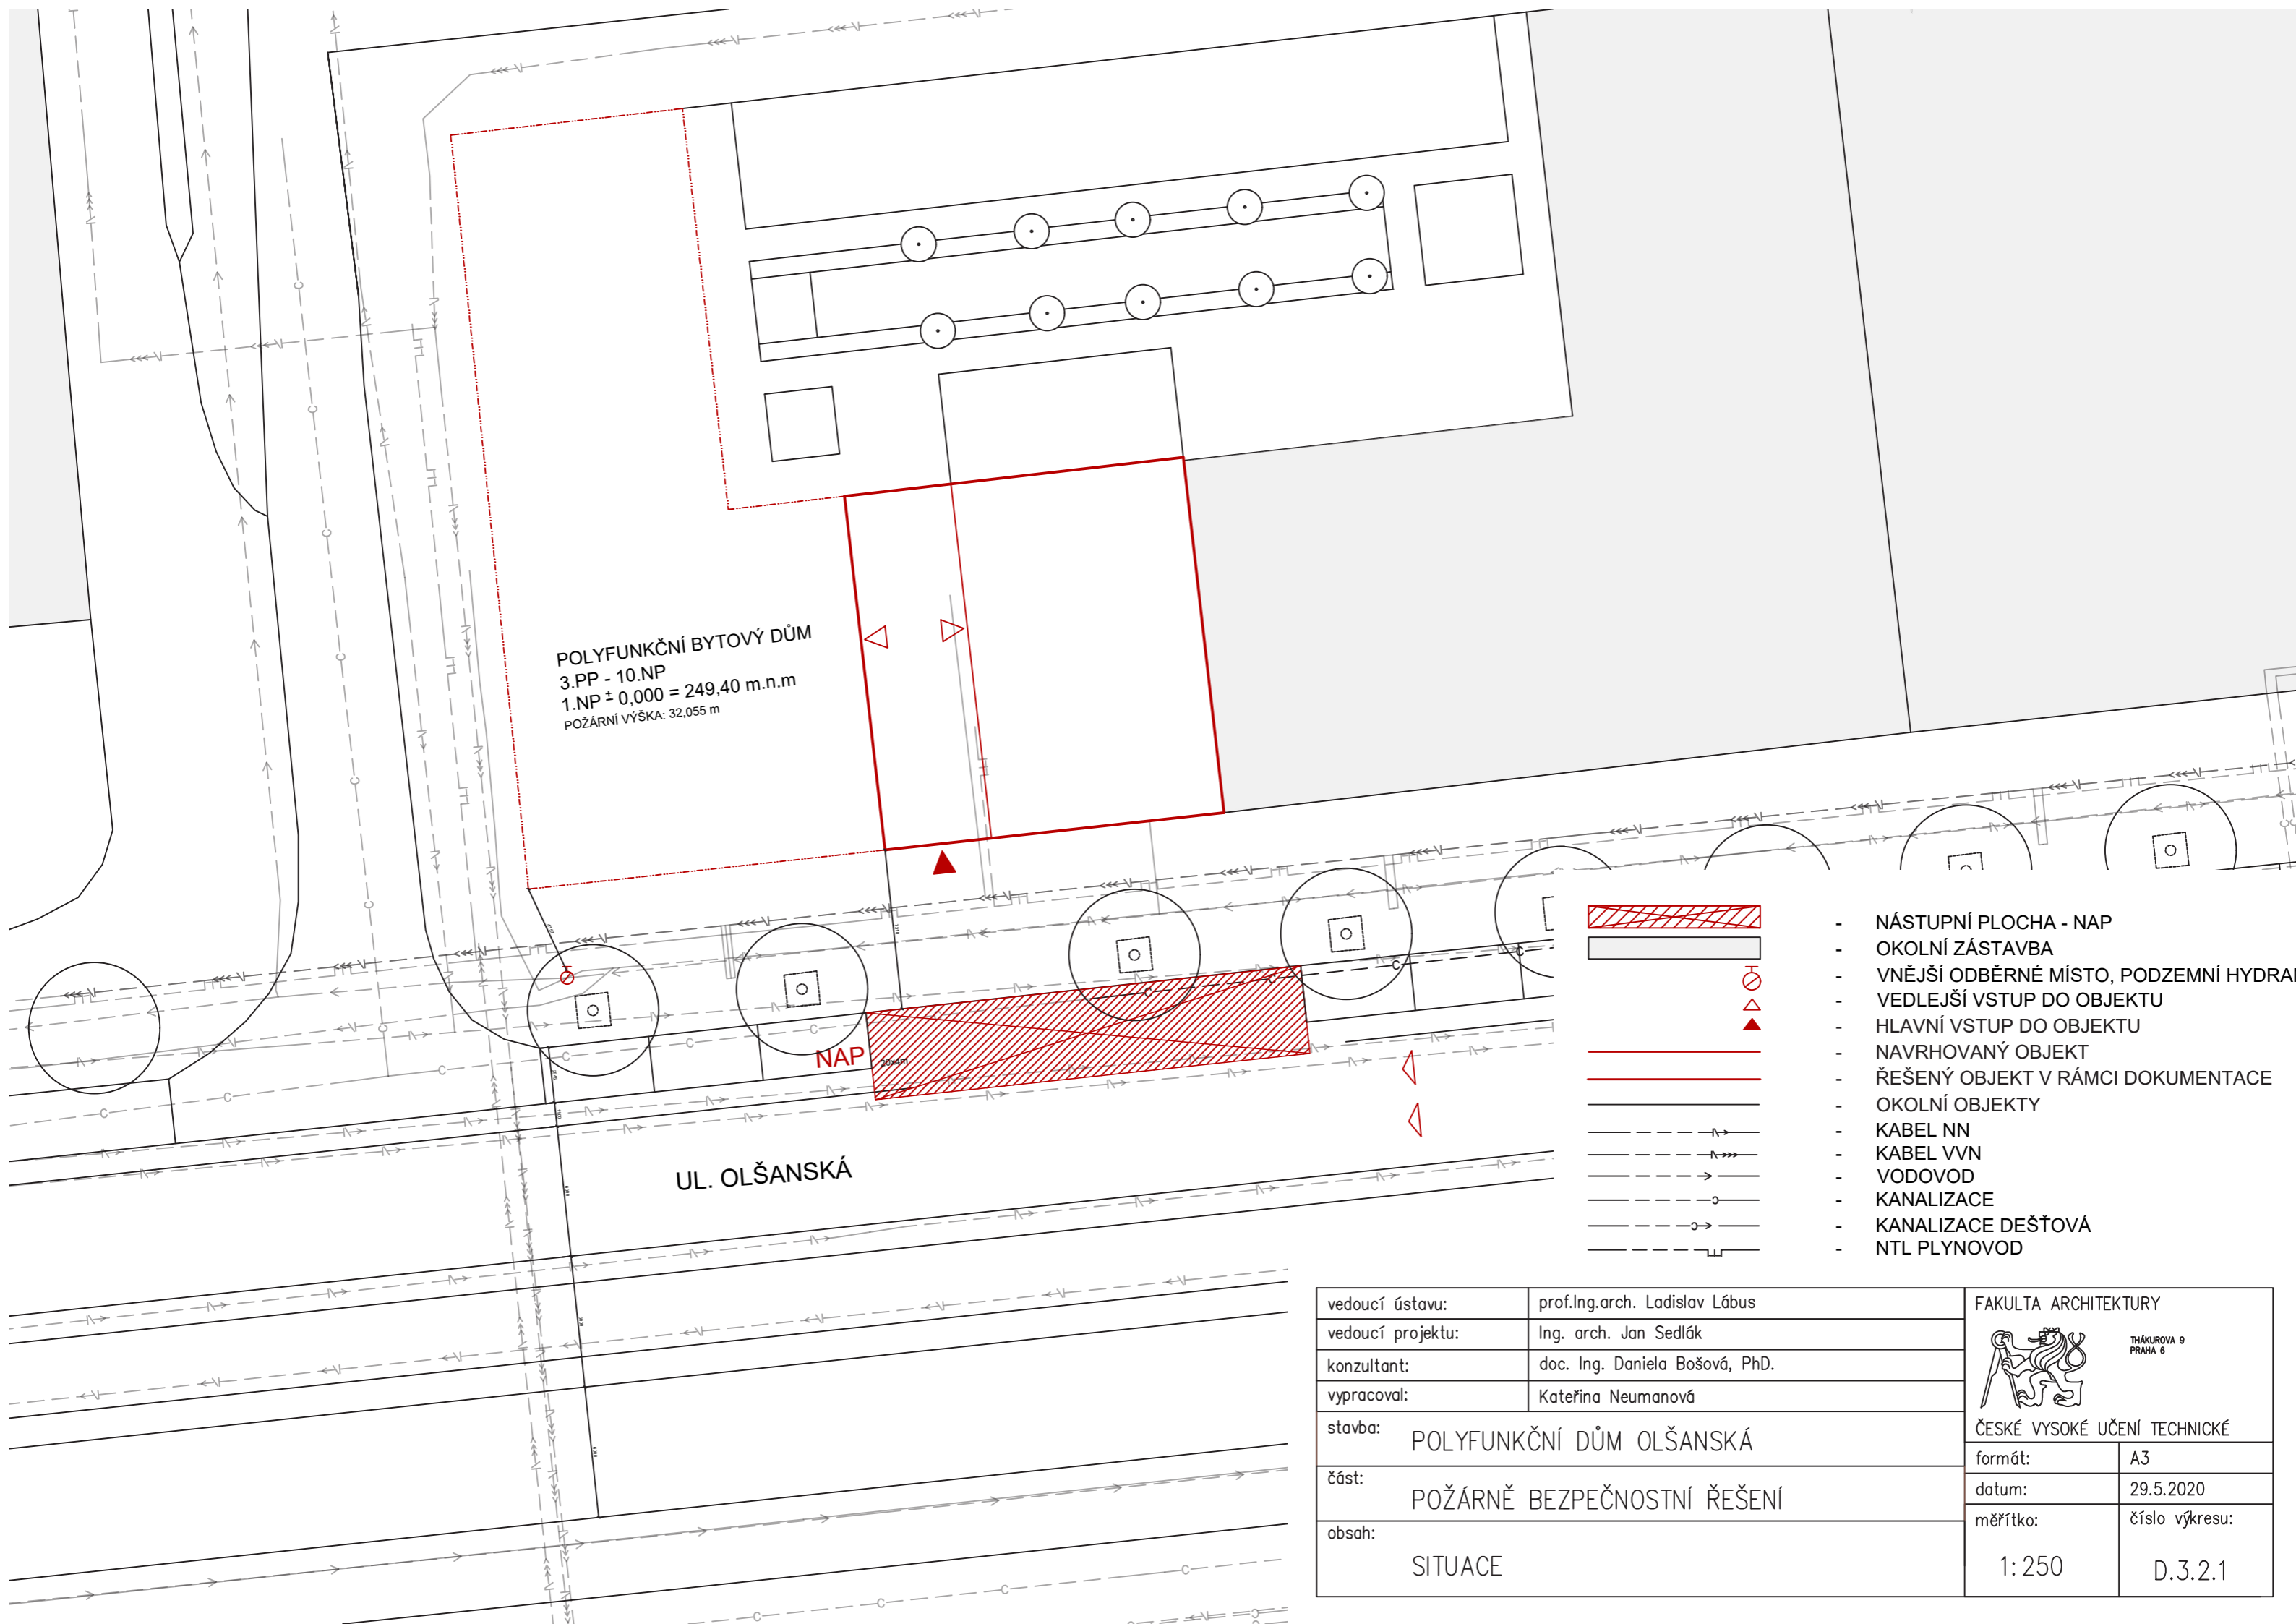 POLYFUNKČNÍ BYTOVÝ DŮM
3.PP - 10.NP
1.NP ± 0,000 = 249,40 m.n.m
POŽÁRNÍ VÝŠKA: 32,055 m
NAP
20x4m
UL. OLŠANSKÁ
- NÁSTUPNÍ PLOCHA - NAP
- OKOLNÍ ZÁSTAVBA
- VNĚJŠÍ ODBĚRNÉ MÍSTO, PODZEMNÍ HYDRA
- VEDLEJŠÍ VSTUP DO OBJEKTU
- HLAVNÍ VSTUP DO OBJEKTU
- NAVRHOVANÝ OBJEKT
- ŘEŠENÝ OBJEKT V RÁMCI DOKUMENTACE
- OKOLNÍ OBJEKTY
- KABEL NN
- KABEL VVN
- VODOVOD
- KANALIZACE
- KANALIZACE DEŠŤOVÁ
- NTL PLYNOVOD
vedoucí ústavu: prof.Ing.arch. Ladislav Lábus
vedoucí projektu: Ing. arch. Jan Sedlák
konzultant: doc. Ing. Daniela Bošová, PhD.
vypracoval: Kateřina Neumanová
stavba: POLYFUNKČNÍ DŮM OLŠANSKÁ
část: POŽÁRNĚ BEZPEČNOSTNÍ ŘEŠENÍ
obsah: SITUACE
FAKULTA ARCHITEKTURY
THÁKUROVA 9
PRAHA 6
ČESKÉ VYSOKÉ UČENÍ TECHNICKÉ
formát: A3
datum: 29.5.2020
měřítko: 1:250
číslo výkresu: D.3.2.1